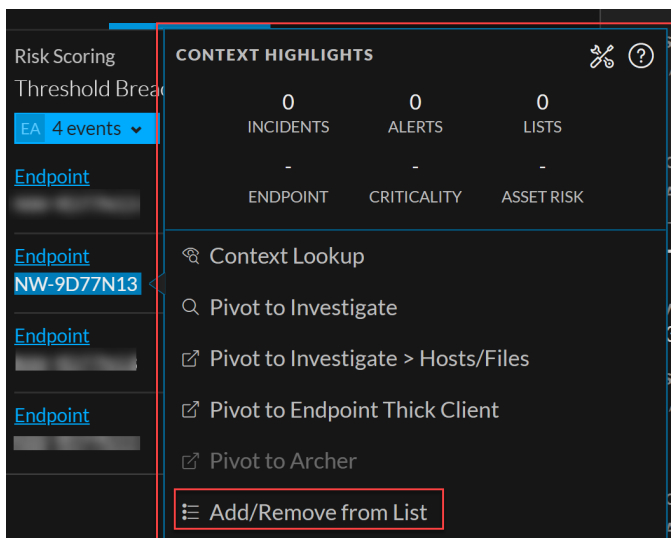 Risk Scoring
Threshold Brea
EA 4 events
Endpoint
Endpoint
NW-9D77N13
Endpoint
Endpoint
CONTEXT HIGHLIGHTS
0 0 0
INCIDENTS ALERTS LISTS
- - -
ENDPOINT CRITICALITY ASSET RISK
Context Lookup
Pivot to Investigate
Pivot to Investigate > Hosts/Files
Pivot to Endpoint Thick Client
Pivot to Archer
Add/Remove from List